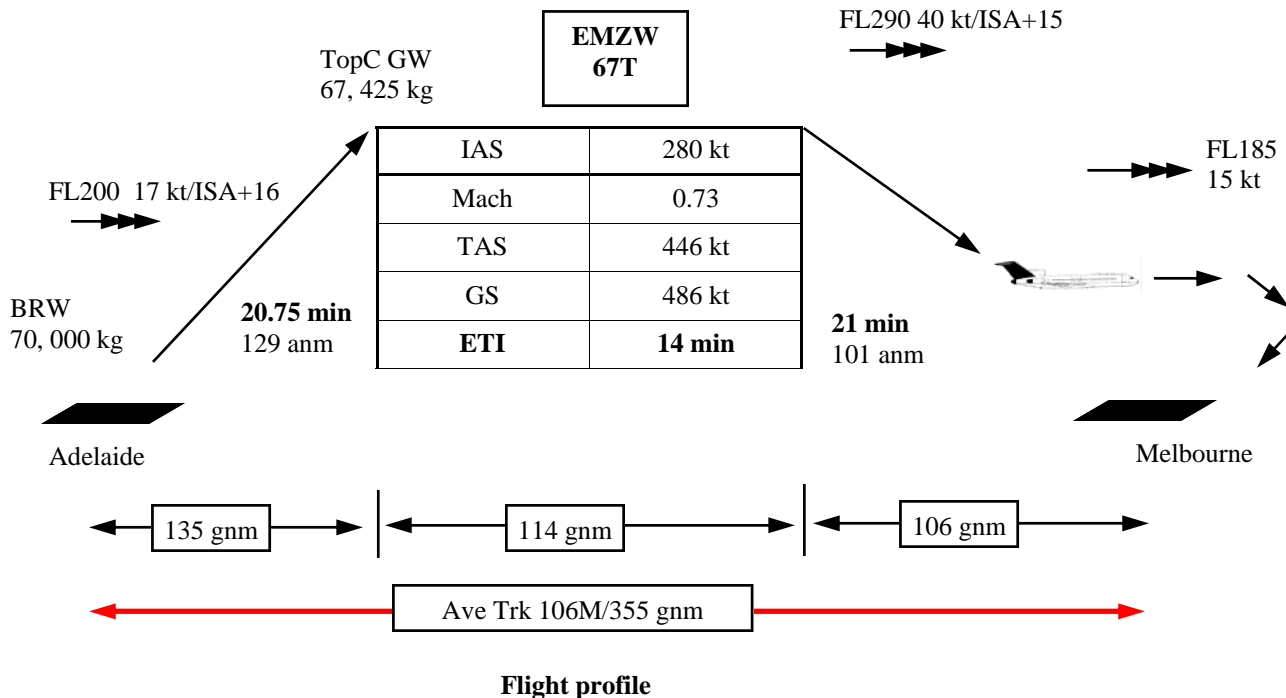 FL290 40 kt/ISA+15
EMZW
67T
TopC GW
67, 425 kg
IAS 280 kt
FL185
15 kt
FL200  17 kt/ISA+16
Mach 0.73
TAS 446 kt
GS 486 kt
BRW
70, 000 kg
20.75 min
129 anm
21 min
101 anm
ETI 14 min
Adelaide
Melbourne
135 gnm
114 gnm
106 gnm
Ave Trk 106M/355 gnm
Flight profile